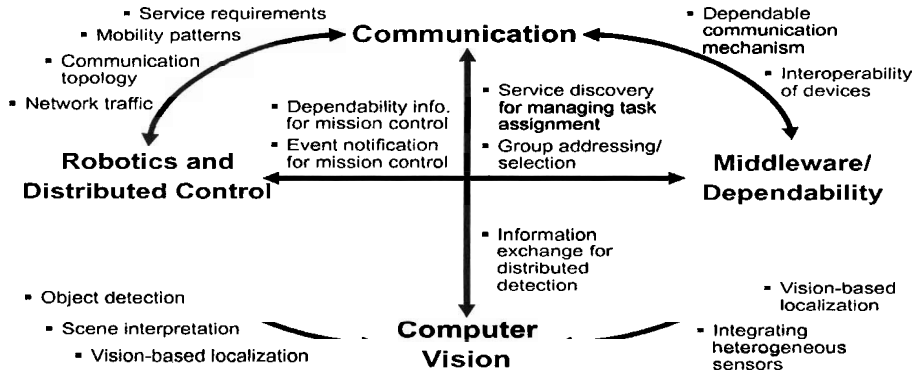 ▪ Service requirements
▪ Mobility patterns
▪ Communication
topology
▪ Network traffic
Communication
▪ Dependable
communication
mechanism
▪ Interoperability
of devices
▪ Dependability info.
for mission control
▪ Event notification
for mission control
▪ Service discovery
for managing task
assignment
▪ Group addressing/
selection
Robotics and
Distributed Control
Middleware/
Dependability
▪ Information
exchange for
distributed
detection
▪ Object detection
▪ Scene interpretation
▪ Vision-based localization
Computer
Vision
▪ Vision-based
localization
▪ Integrating
heterogeneous
sensors